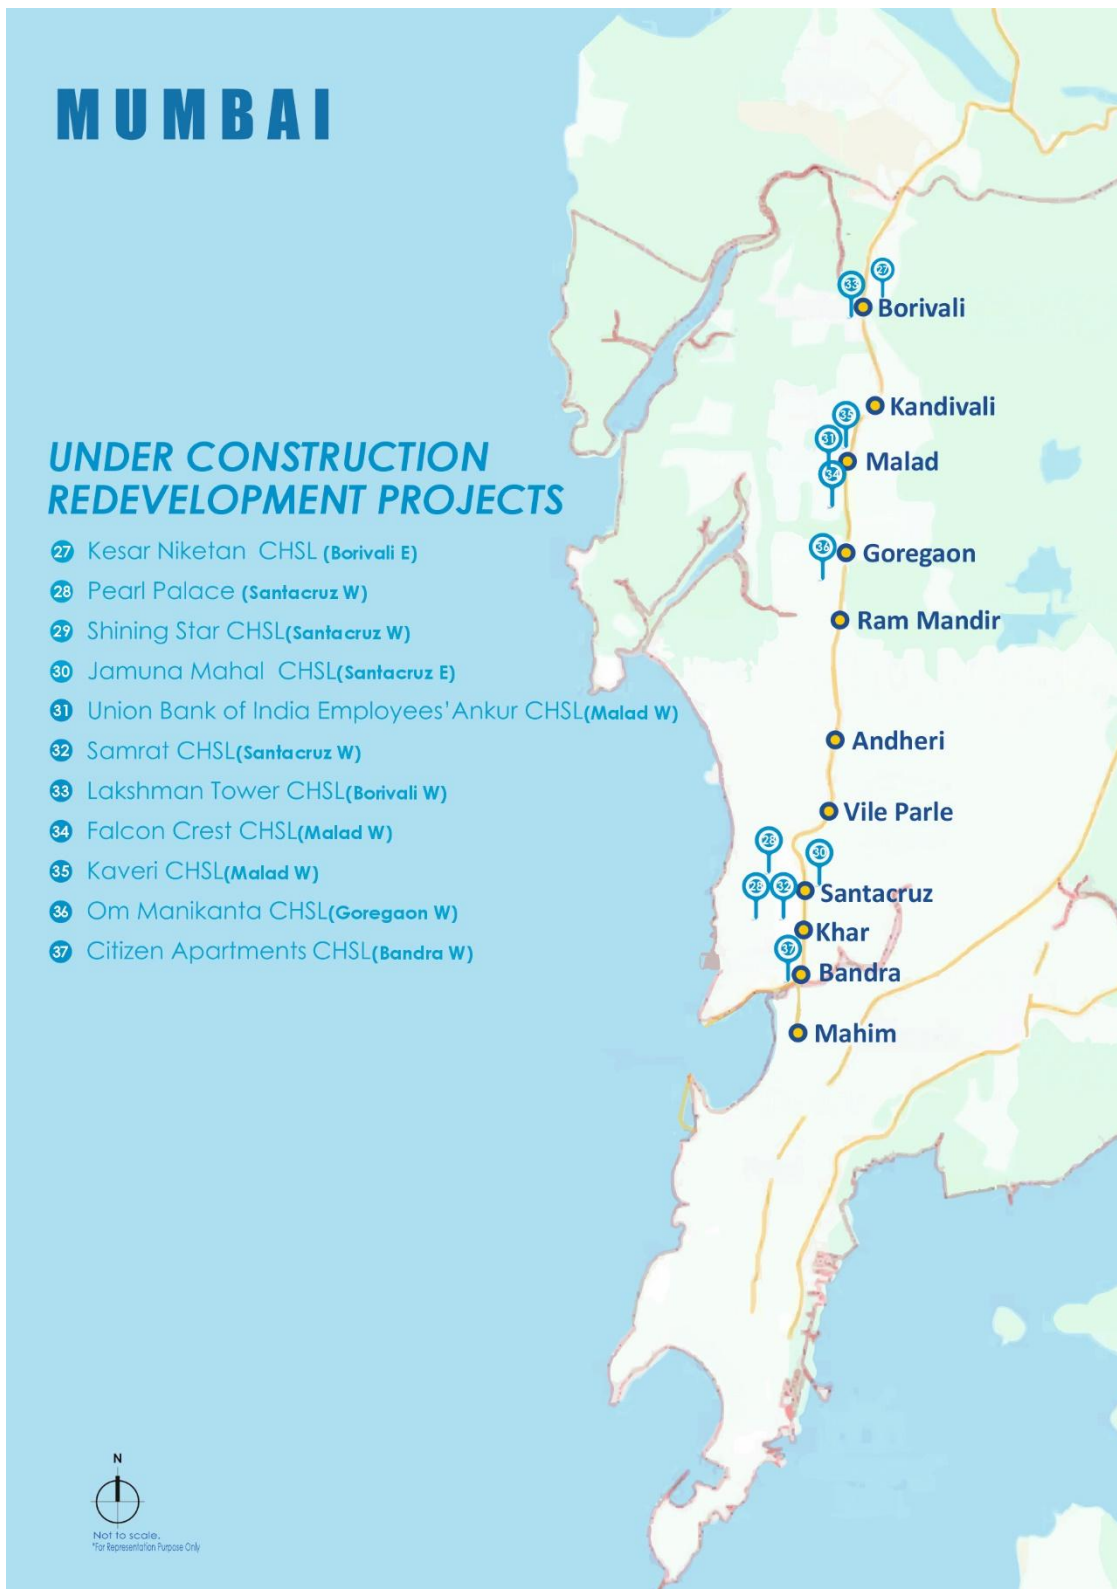 MUMBAI
UNDER CONSTRUCTION
REDEVELOPMENT PROJECTS
27 Kesar Niketan CHSL (Borivali E)
28 Pearl Palace (Santacruz W)
29 Shining Star CHSL(Santacruz W)
30 Jamuna Mahal CHSL(Santacruz E)
31 Union Bank of India Employees' Ankur CHSL(Malad W)
32 Samrat CHSL(Santacruz W)
33 Lakshman Tower CHSL(Borivali W)
34 Falcon Crest CHSL(Malad W)
35 Kaveri CHSL(Malad W)
36 Om Manikanta CHSL(Goregaon W)
37 Citizen Apartments CHSL(Bandra W)
27
33
Borivali
Kandivali
35
31
Malad
34
36
Goregaon
Ram Mandir
Andheri
Vile Parle
28
30
28
32
Santacruz
Khar
37
Bandra
Mahim
N
Not to scale.
*For Representation Purpose Only